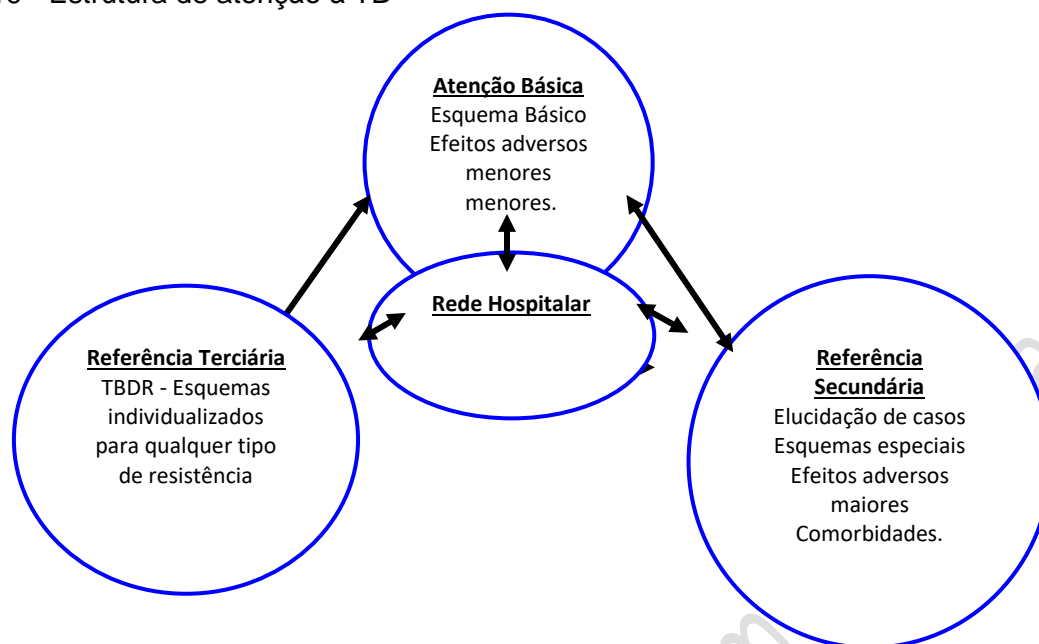 Estrutura de atenção à TB
Atenção Básica
Esquema Básico
Efeitos adversos
menores
menores.
Rede Hospitalar
Referência Terciária
TBDR - Esquemas
individualizados
para qualquer tipo
de resistência
Referência
Secundária
Elucidação de casos
Esquemas especiais
Efeitos adversos
maiores
Comorbidades.